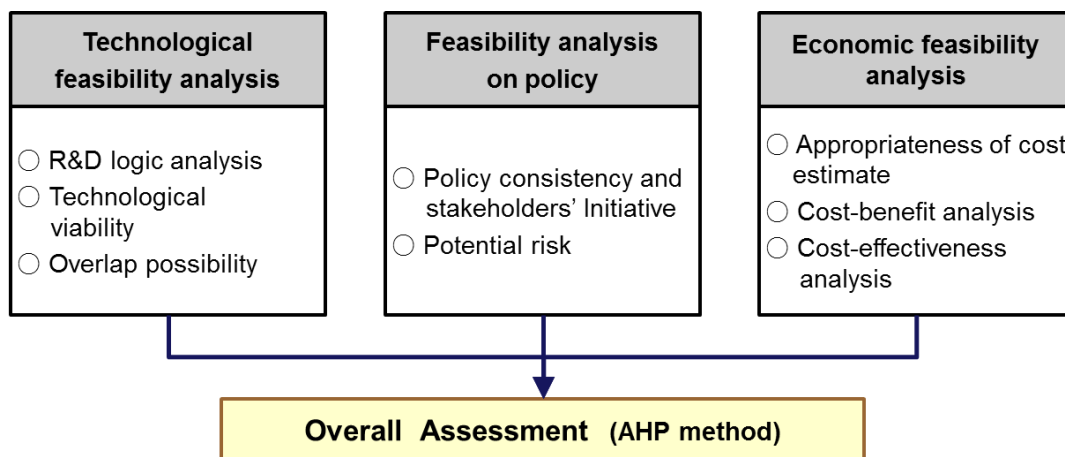 Technological
feasibility analysis
○ R&D logic analysis
○ Technological
viability
○ Overlap possibility
Feasibility analysis
on policy
○ Policy consistency and
stakeholders' Initiative
○ Potential risk
Economic feasibility
analysis
○ Appropriateness of cost
estimate
○ Cost-benefit analysis
○ Cost-effectiveness
analysis
Overall Assessment (AHP method)